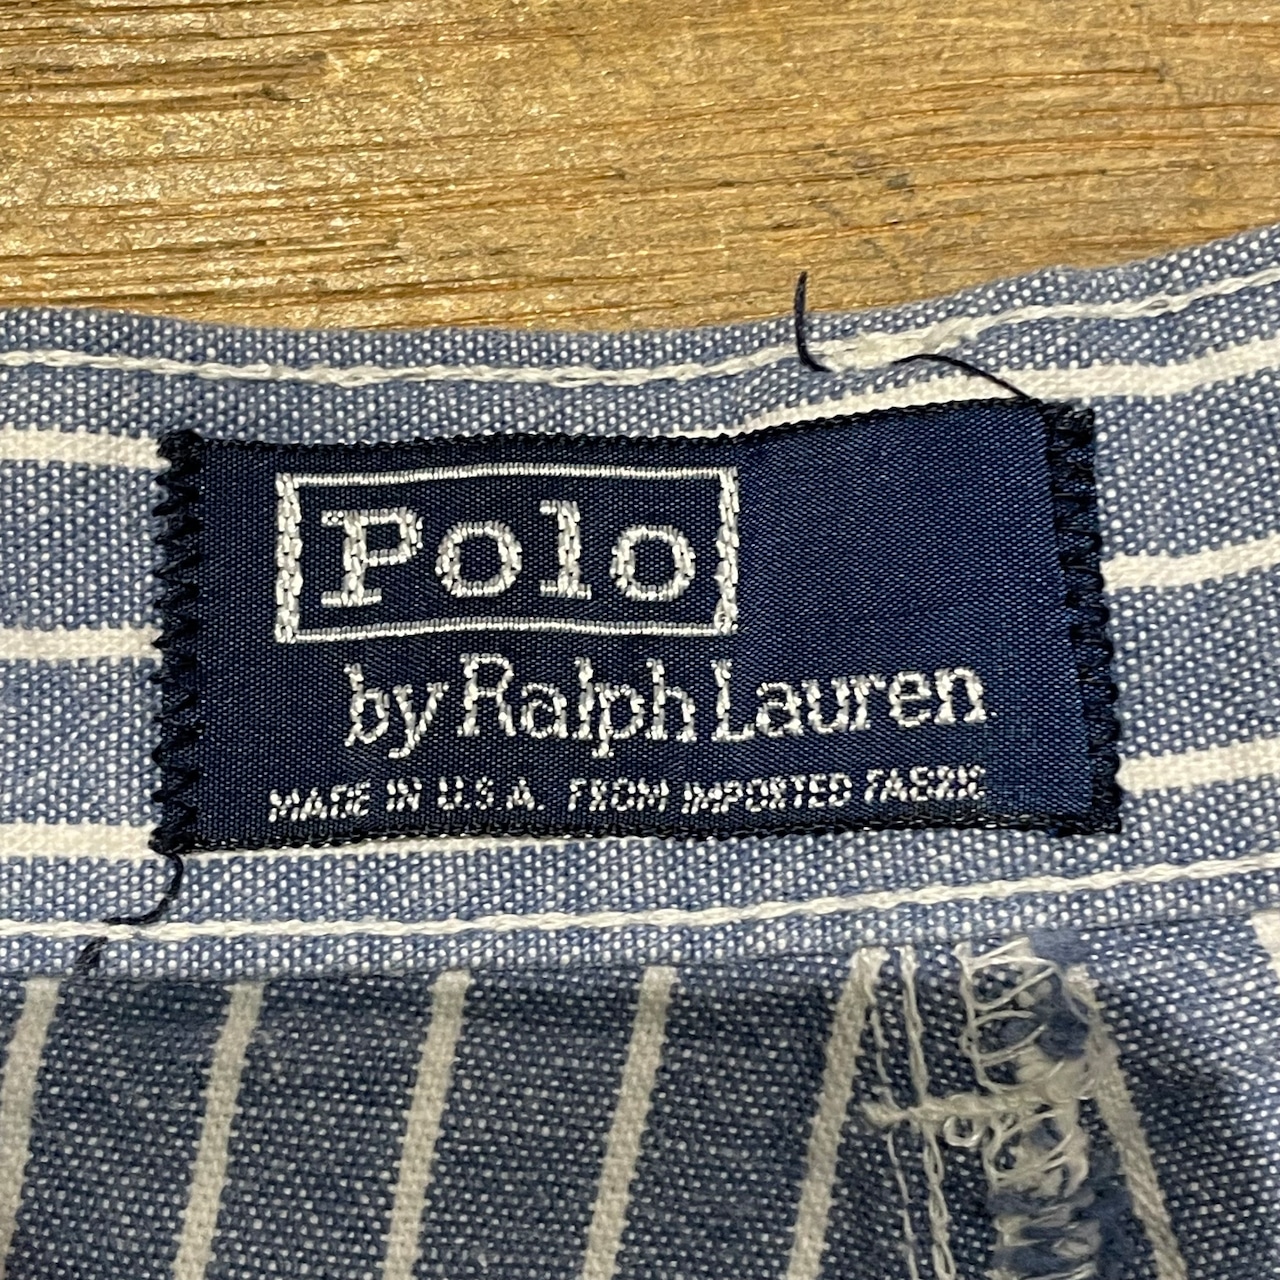 Polo
by Ralph Lauren
MADE IN U.S.A. FROM IMPORTED FABRIC